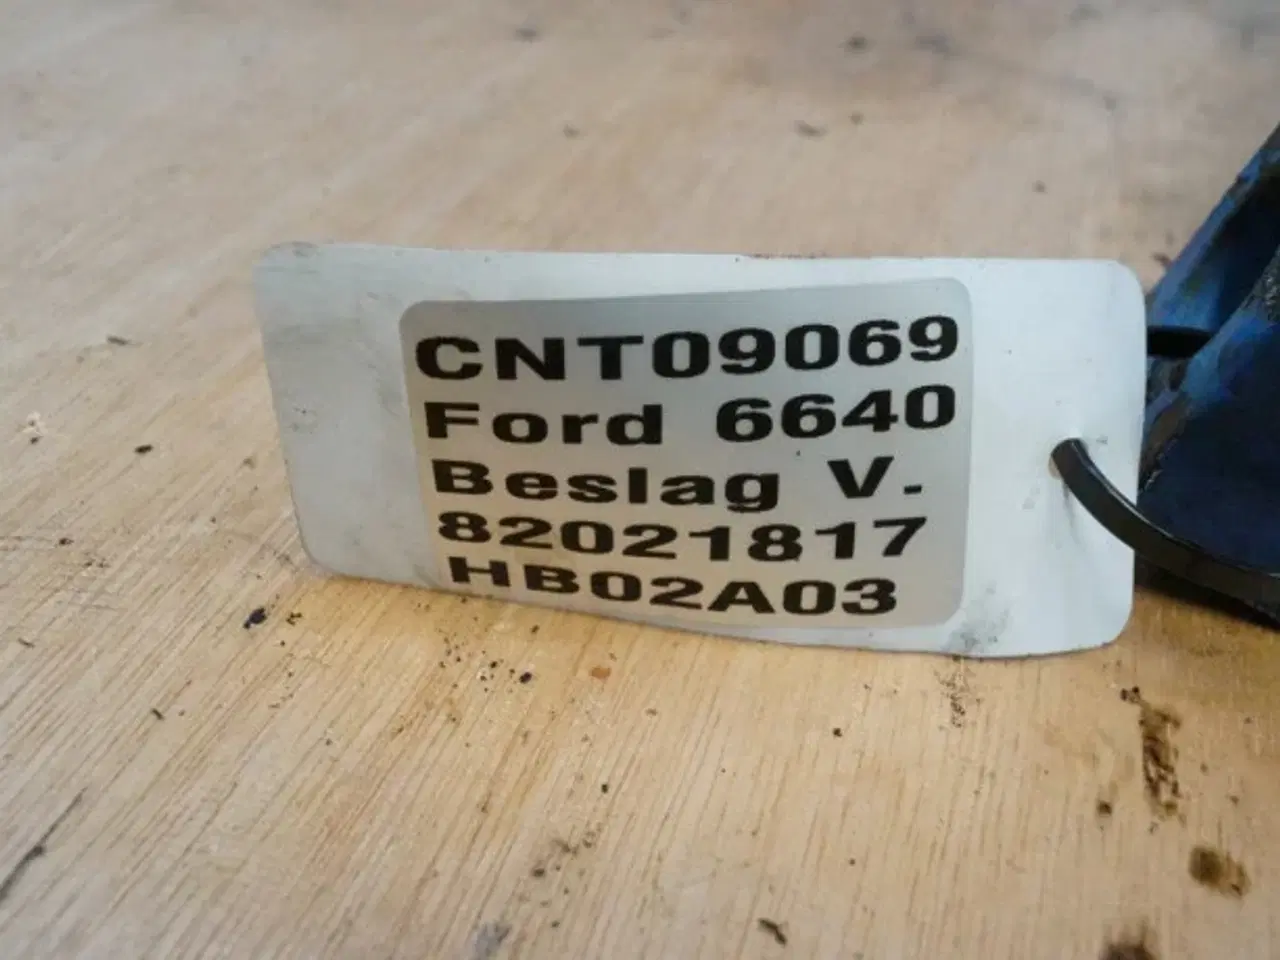 CNT09069
Ford 6640
Beslag V.
82021817
HB02A03